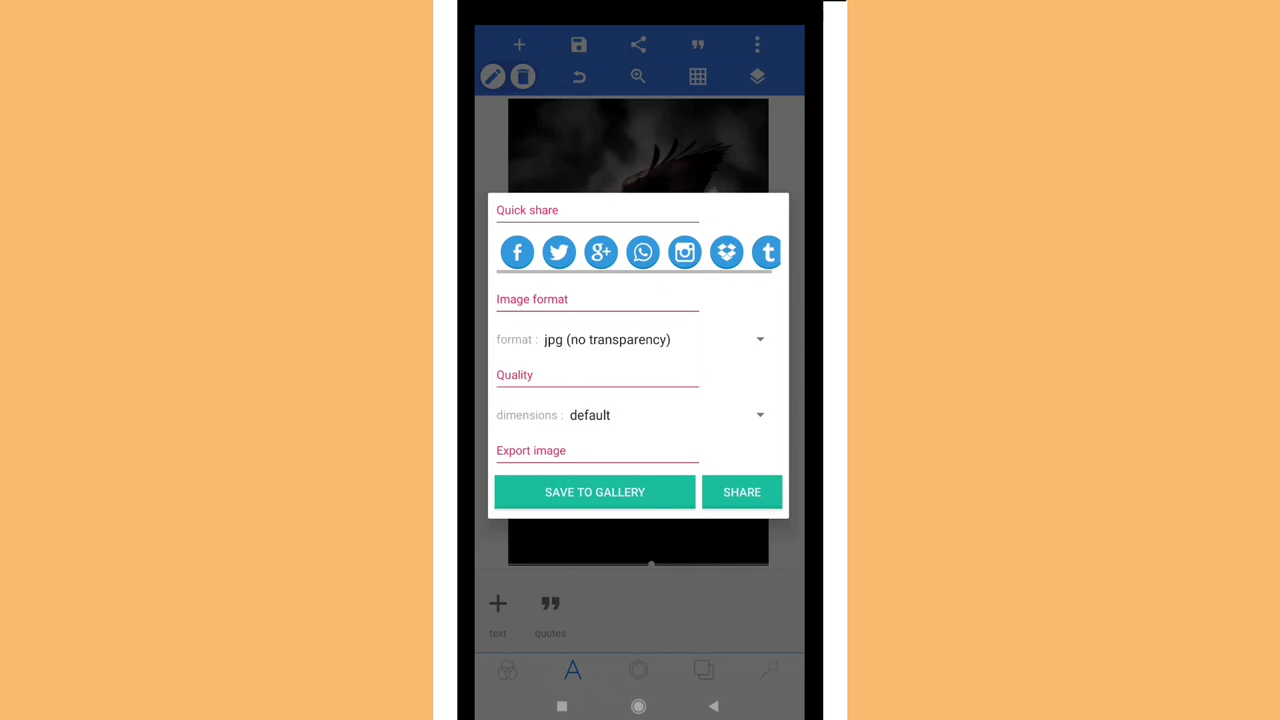 Quick share
Image format
format : jpg (no transparency)
Quality
dimensions : default
Export image
SAVE TO GALLERY SHARE
text quotes